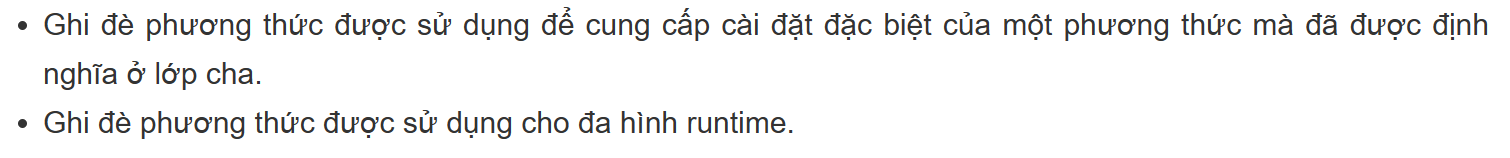 • Ghi đè phương thức được sử dụng để cung cấp cài đặt đặc biệt của một phương thức mà đã được định
nghĩa ở lớp cha.
• Ghi đè phương thức được sử dụng cho đa hình runtime.